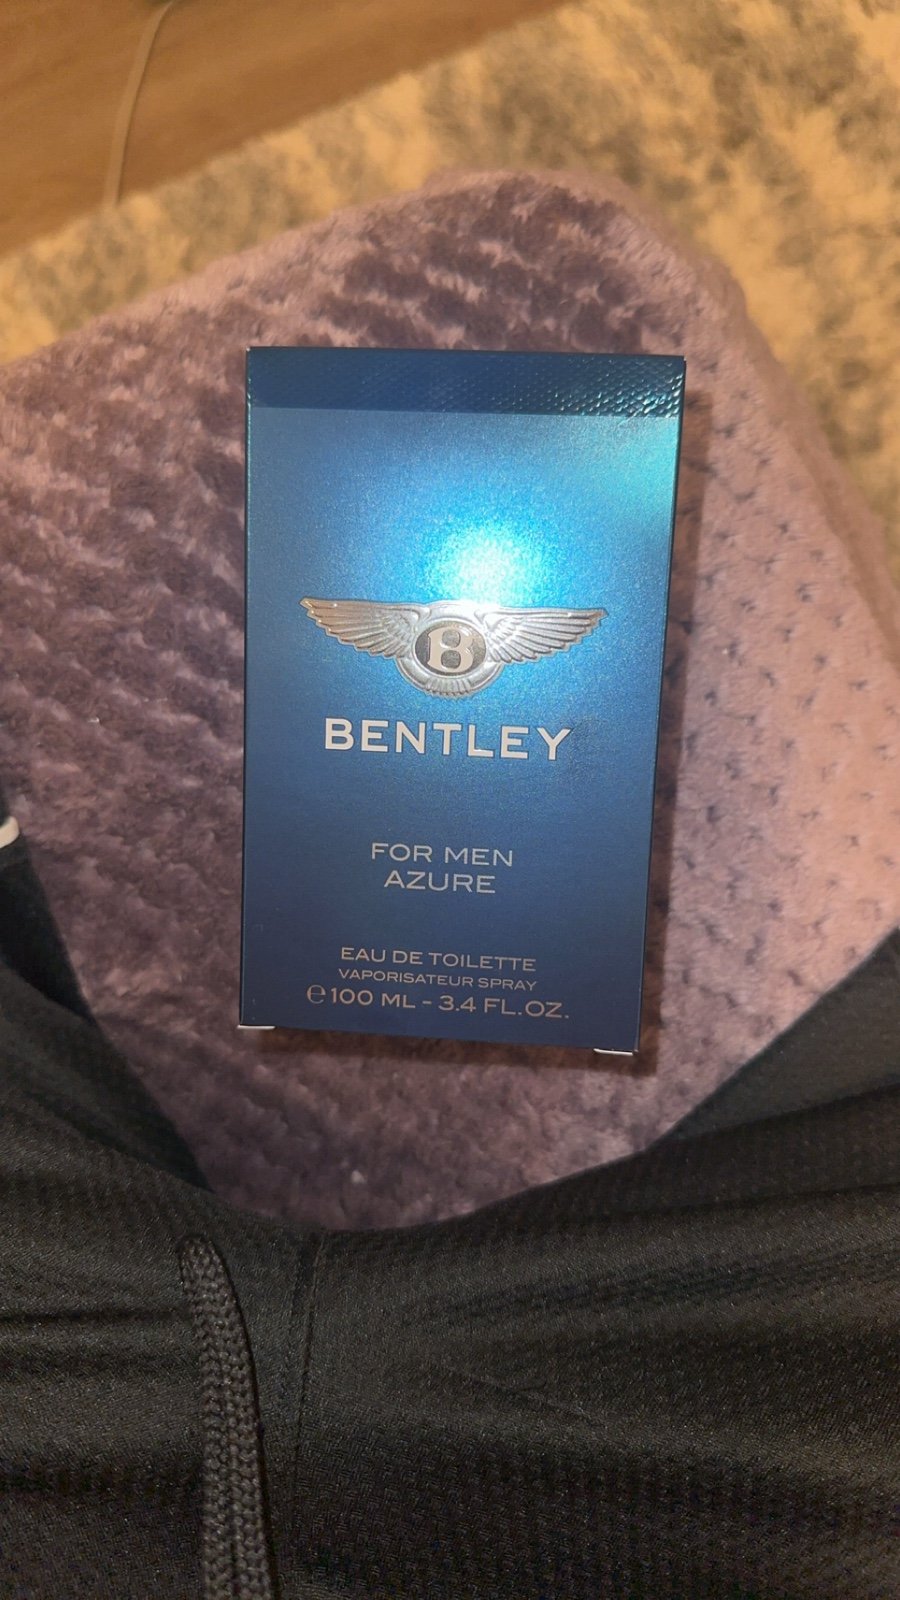 B
BENTLEY
FOR MEN
AZURE
EAU DE TOILETTE
VAPORISATEUR SPRAY
℮ 100 ML - 3.4 FL.OZ.